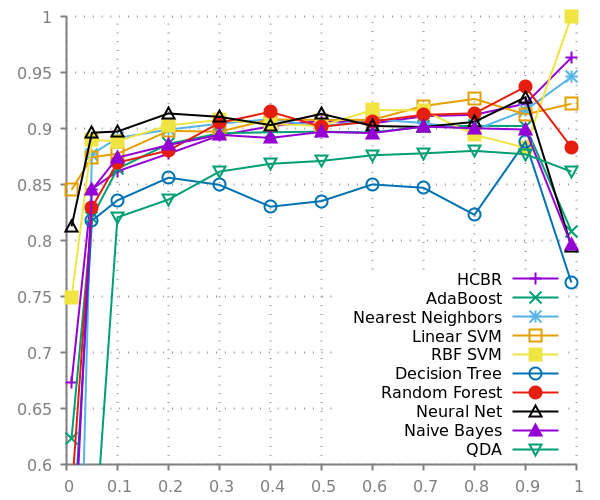 1
0.95
0.9
0.85
0.8
0.75
0.7
0.65
0.6
HCBR
AdaBoost
Nearest Neighbors
Linear SVM
RBF SVM
Decision Tree
Random Forest
Neural Net
Naive Bayes
QDA
0 0.1 0.2 0.3 0.4 0.5 0.6 0.7 0.8 0.9 1